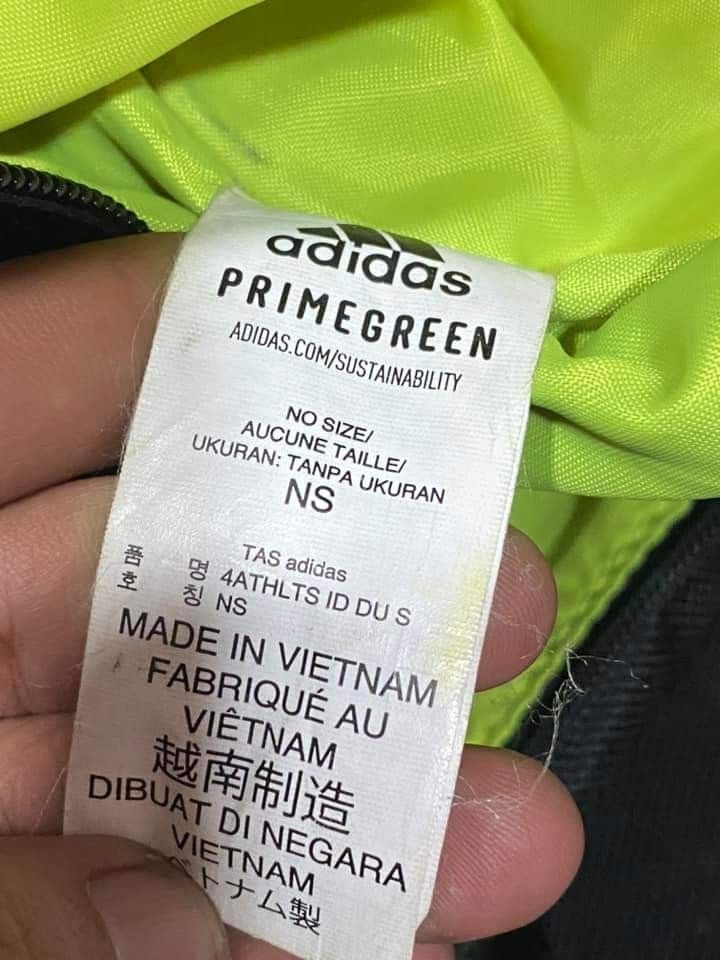 adidas
PRIMEGREEN
ADIDAS.COM/SUSTAINABILITY
NO SIZE/
AUCUNE TAILLE/
UKURAN: TANPA UKURAN
NS
TAS adidas
품 명 4ATHLTS ID DU S
호 칭 NS
MADE IN VIETNAM
FABRIQUÉ AU
VIÊTNAM
越南制造
DIBUAT DI NEGARA
VIETNAM
ベトナム製